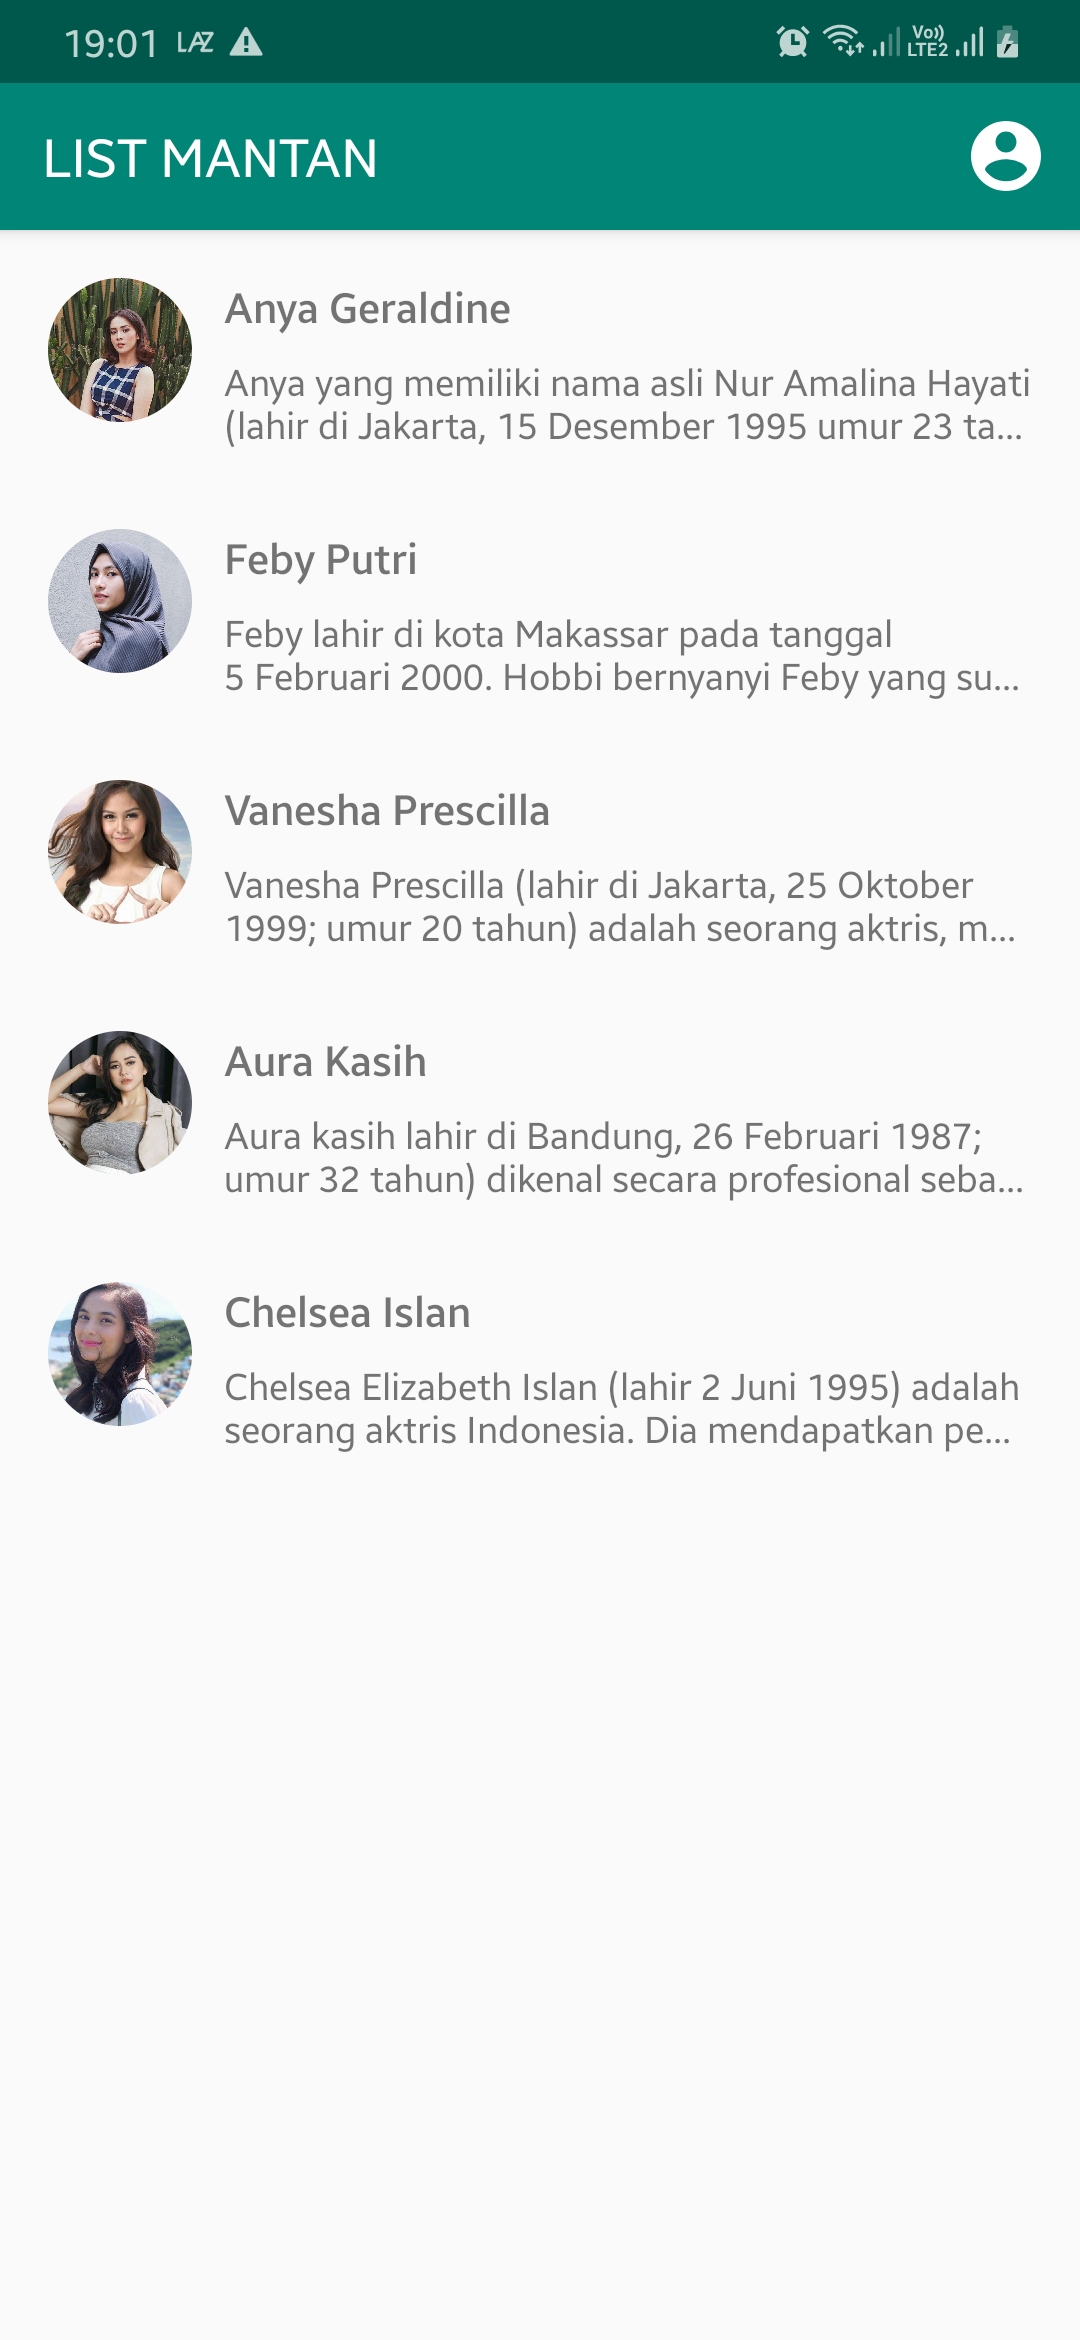 19:01 LAZ
Vo)) LTE2
LIST MANTAN
Anya Geraldine
Anya yang memiliki nama asli Nur Amalina Hayati
(lahir di Jakarta, 15 Desember 1995 umur 23 ta...
Feby Putri
Feby lahir di kota Makassar pada tanggal
5 Februari 2000. Hobbi bernyanyi Feby yang su...
Vanesha Prescilla
Vanesha Prescilla (lahir di Jakarta, 25 Oktober
1999; umur 20 tahun) adalah seorang aktris, m...
Aura Kasih
Aura kasih lahir di Bandung, 26 Februari 1987;
umur 32 tahun) dikenal secara profesional seba...
Chelsea Islan
Chelsea Elizabeth Islan (lahir 2 Juni 1995) adalah
seorang aktris Indonesia. Dia mendapatkan pe...